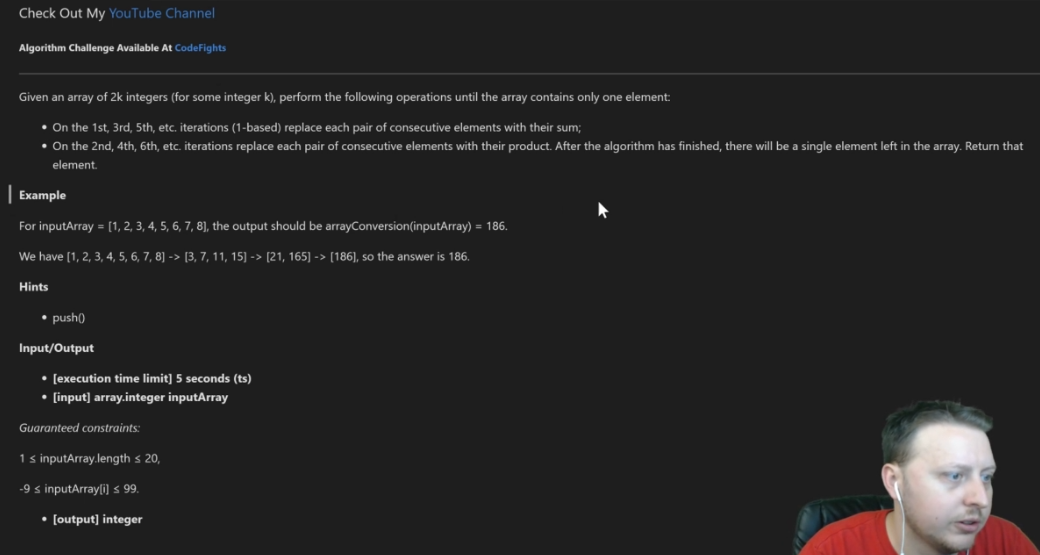 Check Out My YouTube Channel
Algorithm Challenge Available At CodeFights
Given an array of 2k integers (for some integer k), perform the following operations until the array contains only one element:
• On the 1st, 3rd, 5th, etc. iterations (1-based) replace each pair of consecutive elements with their sum;
• On the 2nd, 4th, 6th, etc. iterations replace each pair of consecutive elements with their product. After the algorithm has finished, there will be a single element left in the array. Return that
element.
Example
For inputArray = [1, 2, 3, 4, 5, 6, 7, 8], the output should be arrayConversion(inputArray) = 186.
We have [1, 2, 3, 4, 5, 6, 7, 8] -> [3, 7, 11, 15] -> [21, 165] -> [186], so the answer is 186.
Hints
• push()
Input/Output
• [execution time limit] 5 seconds (ts)
• [input] array.integer inputArray
Guaranteed constraints:
1 ≤ inputArray.length ≤ 20,
-9 ≤ inputArray[i] ≤ 99.
• [output] integer